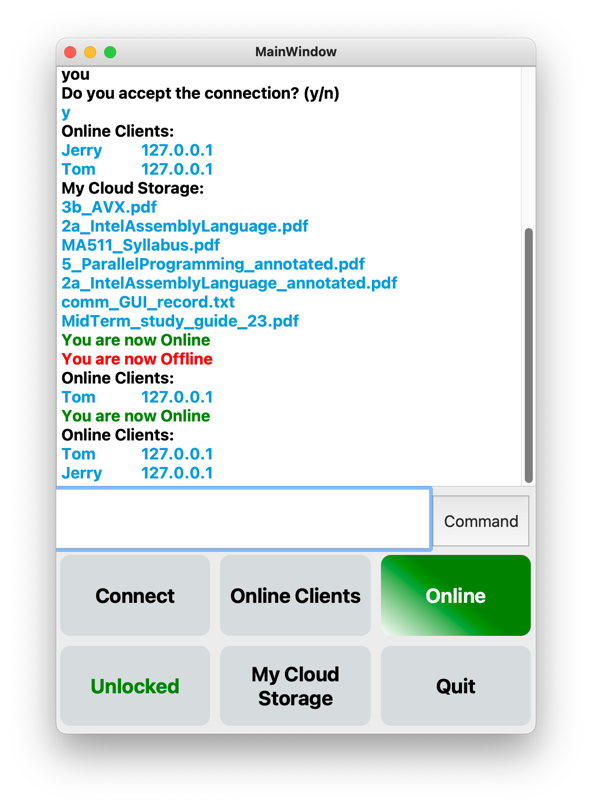 MainWindow
you
Do you accept the connection? (y/n)
y
Online Clients:
Jerry 127.0.0.1
Tom 127.0.0.1
My Cloud Storage:
3b_AVX.pdf
2a_IntelAssemblyLanguage.pdf
MA511_Syllabus.pdf
5_ParallelProgramming_annotated.pdf
2a_IntelAssemblyLanguage_annotated.pdf
comm_GUI_record.txt
MidTerm_study_guide_23.pdf
You are now Online
You are now Offline
Online Clients:
Tom 127.0.0.1
You are now Online
Online Clients:
Tom 127.0.0.1
Jerry 127.0.0.1
Command
Connect
Online Clients
Online
Unlocked
My Cloud
Storage
Quit